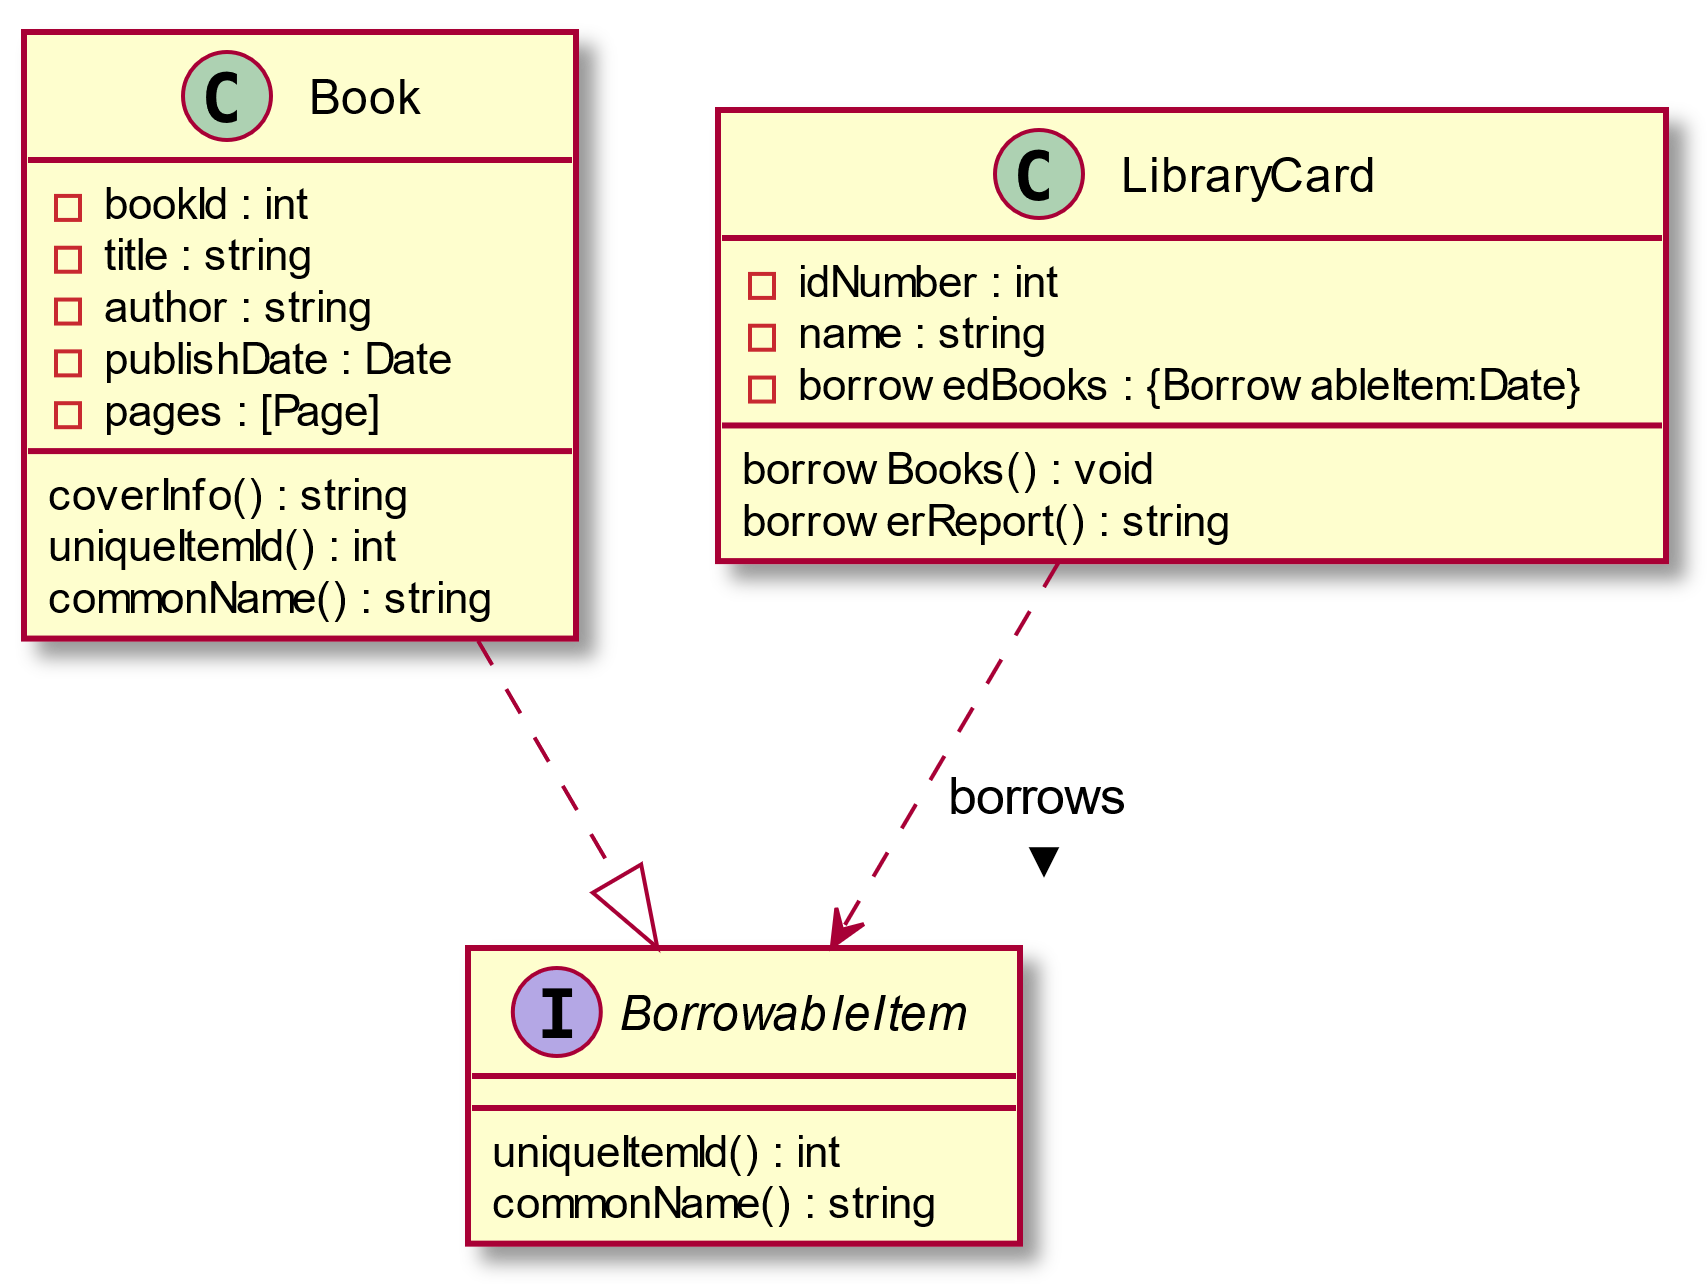 C Book
bookId : int
title : string
author : string
publishDate : Date
pages : [Page]
coverInfo() : string
uniqueItemId() : int
commonName() : string
C LibraryCard
idNumber : int
name : string
borrowedBooks : {BorrowableItem:Date}
borrowBooks() : void
borrowerReport() : string
borrows
▼
I BorrowableItem
uniqueItemId() : int
commonName() : string